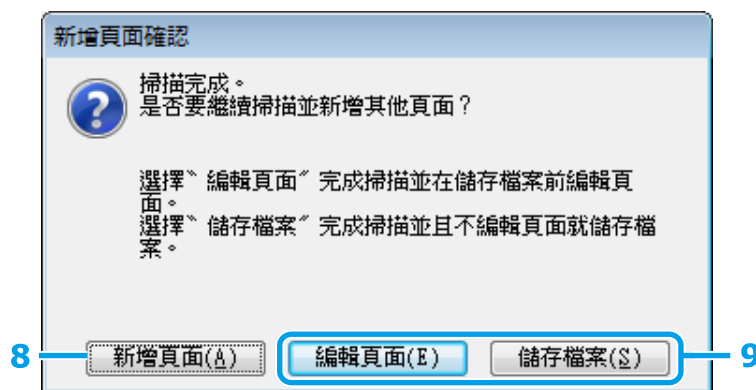 新增頁面確認
掃描完成。
是否要繼續掃描並新增其他頁面？
選擇〝編輯頁面〞完成掃描並在儲存檔案前編輯頁
面。
選擇〝儲存檔案〞完成掃描並且不編輯頁面就儲存檔
案。
8 新增頁面(A) 編輯頁面(E) 儲存檔案(S) 9